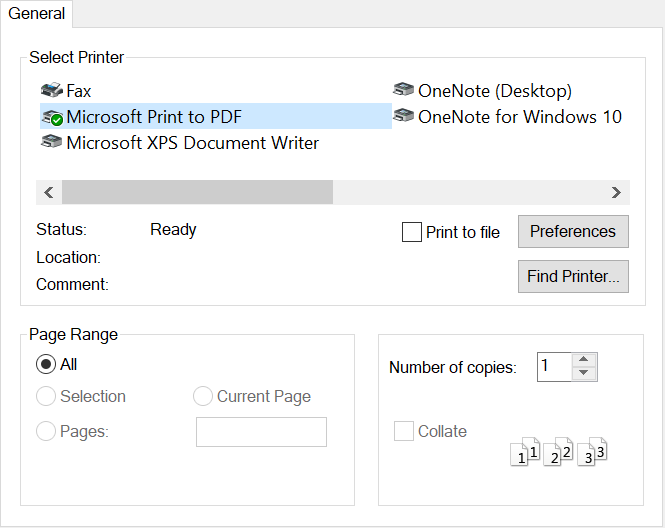 General
Select Printer
Fax
OneNote (Desktop)
Microsoft Print to PDF
OneNote for Windows 10
Microsoft XPS Document Writer
Status: Ready
Print to file
Preferences
Location:
Comment:
Find Printer...
Page Range
All
Selection
Current Page
Pages:
Number of copies: 1
Collate
1 1 2 2 3 3